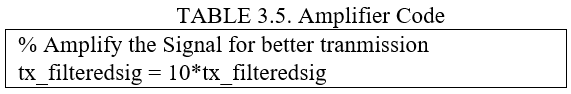 TABLE 3.5. Amplifier Code
% Amplify the Signal for better tranmission
tx_filteredsig = 10*tx_filteredsig